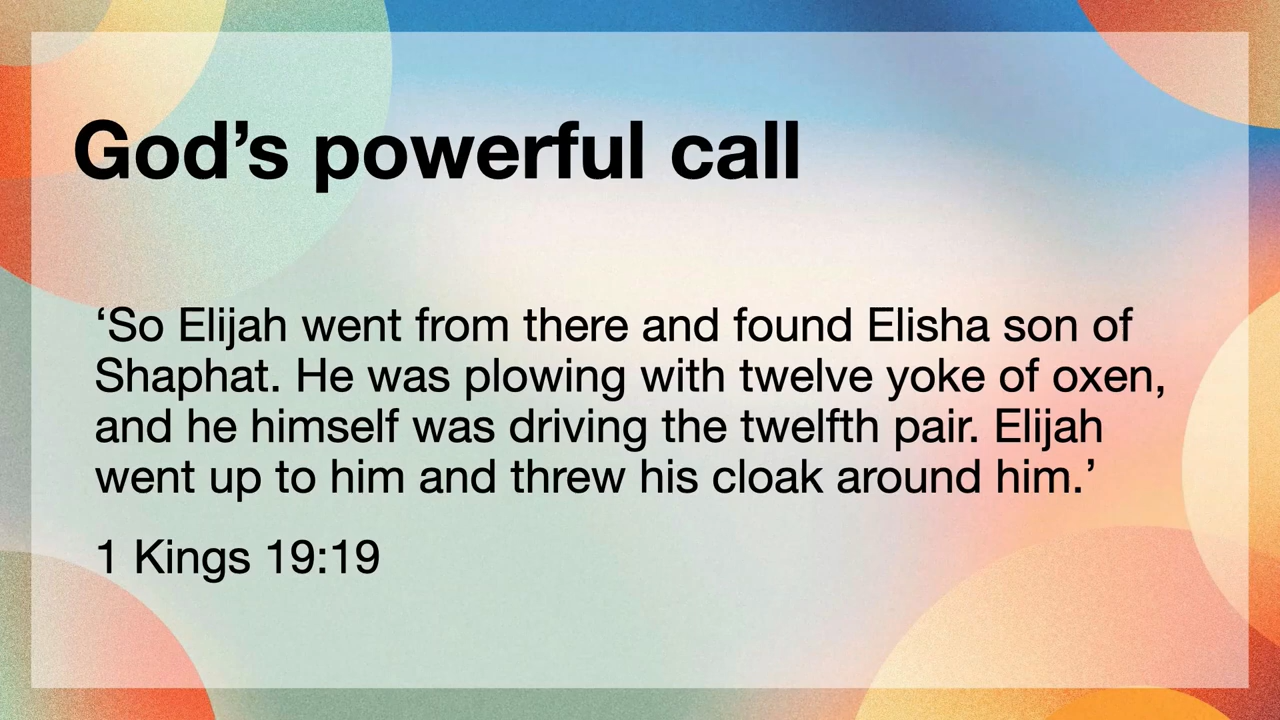 God’s powerful call
‘So Elijah went from there and found Elisha son of
Shaphat. He was plowing with twelve yoke of oxen,
and he himself was driving the twelfth pair. Elijah
went up to him and threw his cloak around him.’
1 Kings 19:19